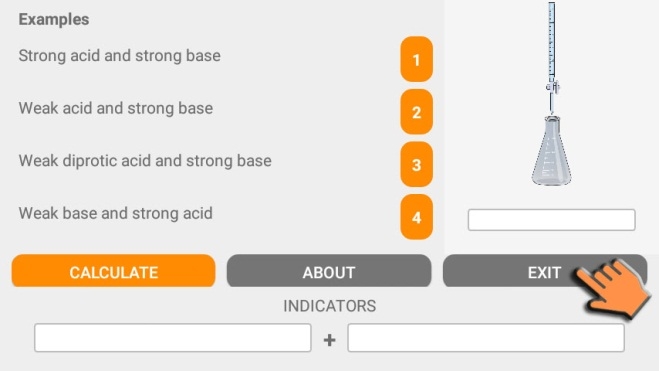 Examples
Strong acid and strong base 1
Weak acid and strong base 2
Weak diprotic acid and strong base 3
Weak base and strong acid 4
CALCULATE ABOUT EXIT
INDICATORS
+